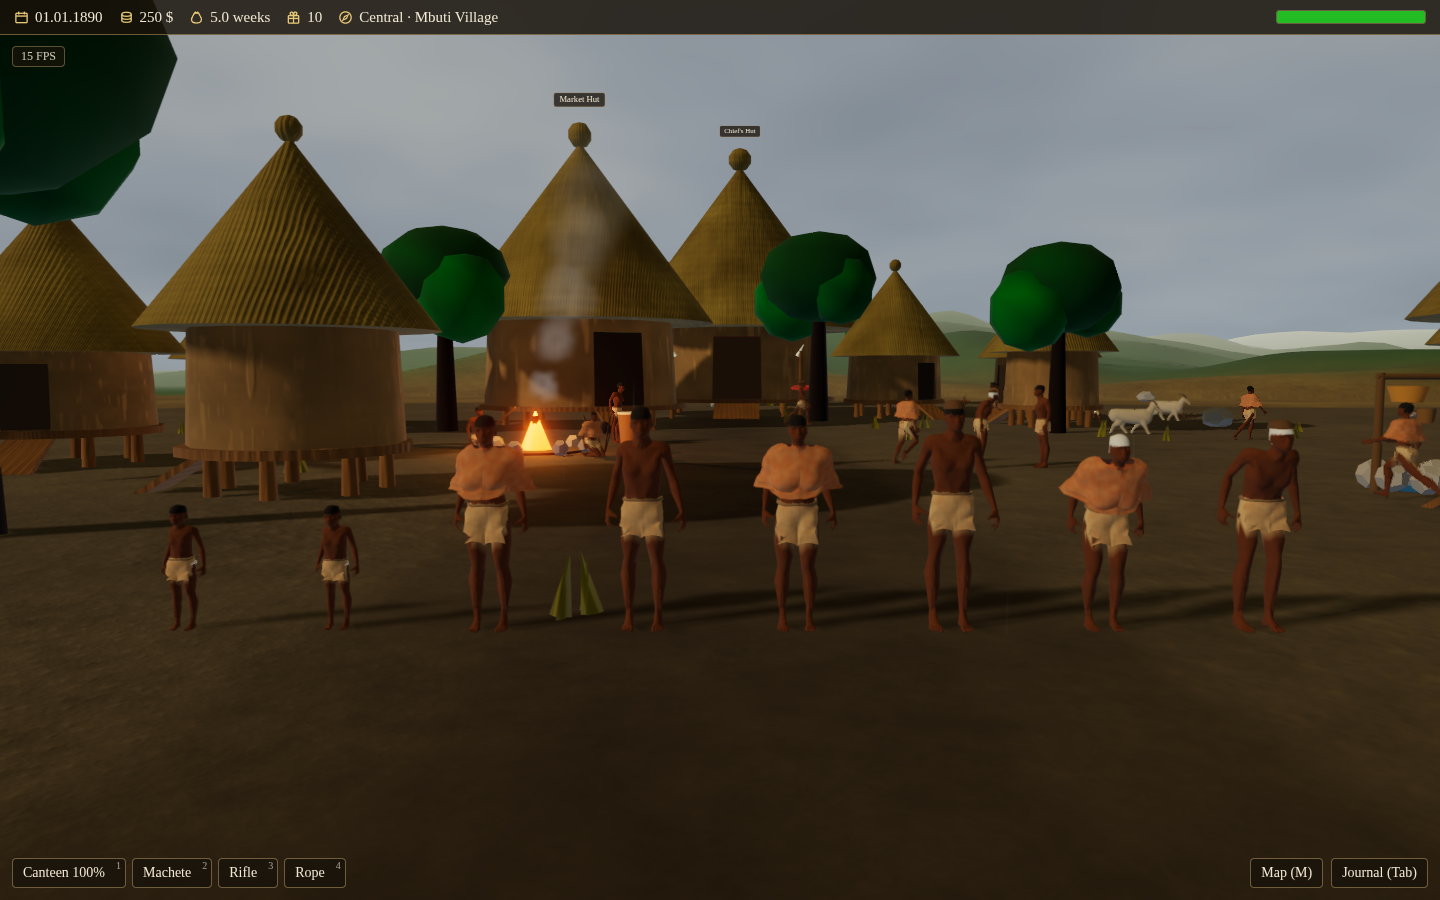 01.01.1890 250 $ 5.0 weeks 10 Central · Mbuti Village
15 FPS
Market Hut
Chief's Hut
Canteen 100% 1 Machete 2 Rifle 3 Rope 4 Map (M) Journal (Tab)